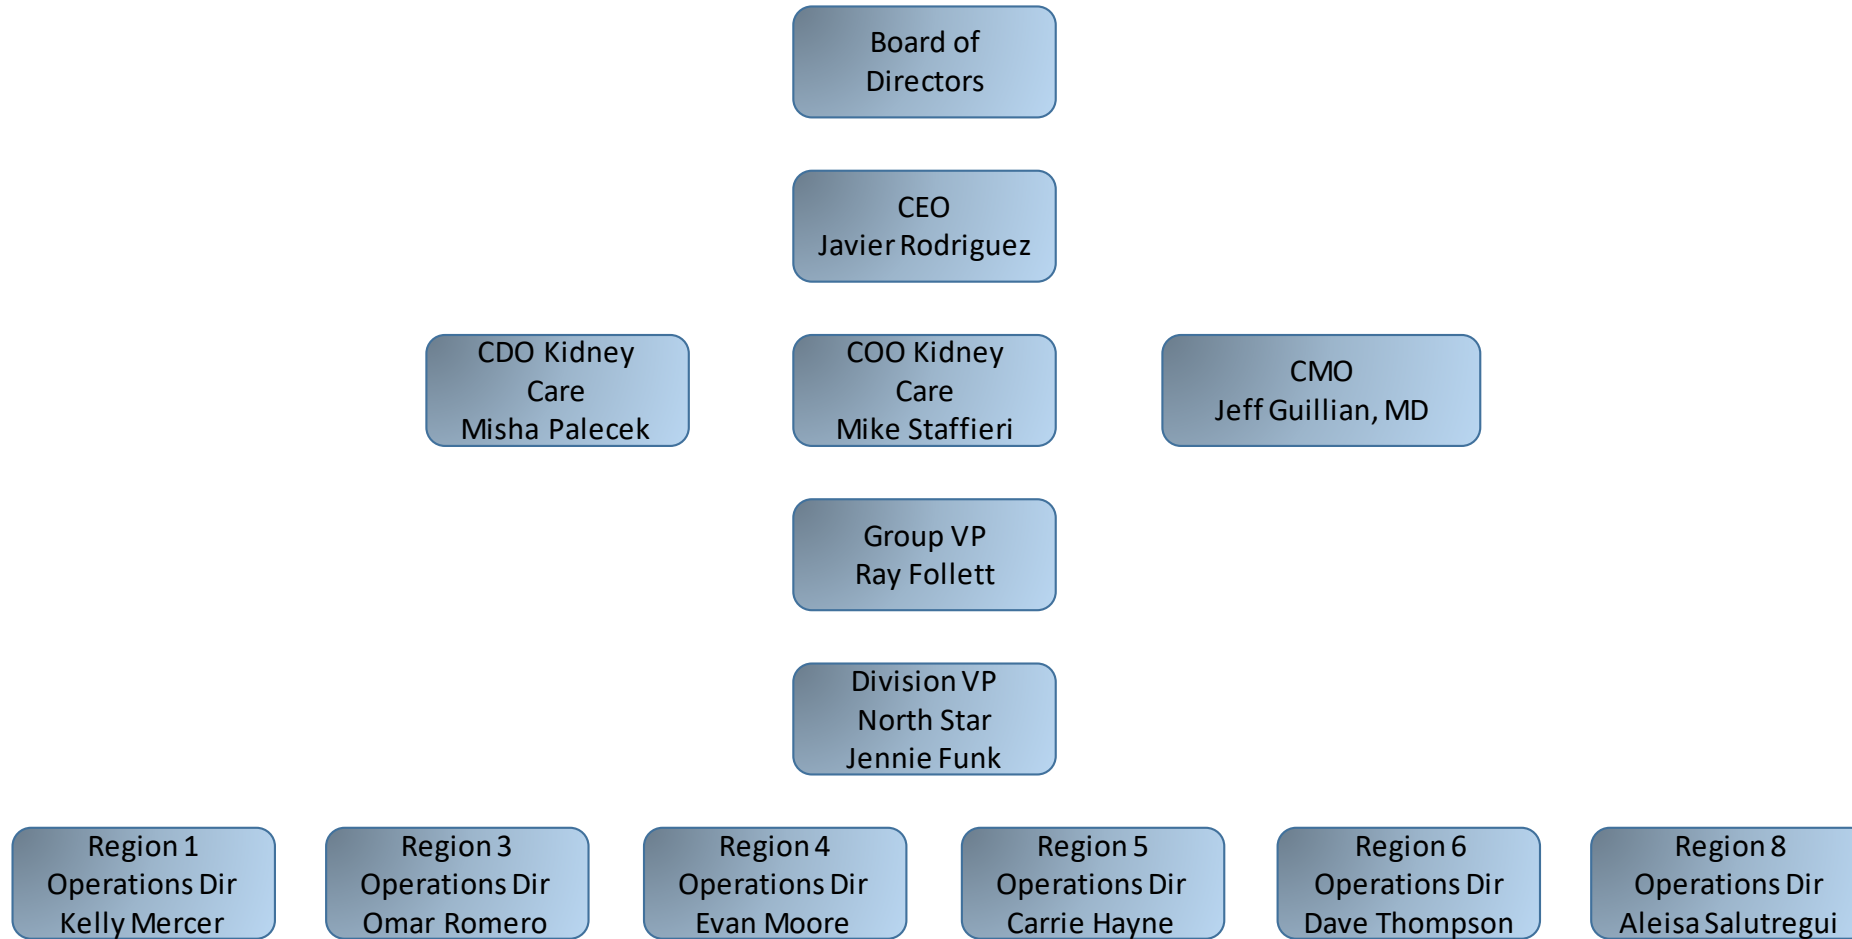 Board of
Directors
CEO
Javier Rodriguez
CDO Kidney
Care
Misha Palecek
COO Kidney
Care
Mike Staffieri
CMO
Jeff Guillian, MD
Group VP
Ray Follett
Division VP
North Star
Jennie Funk
Region 1
Operations Dir
Kelly Mercer
Region 3
Operations Dir
Omar Romero
Region 4
Operations Dir
Evan Moore
Region 5
Operations Dir
Carrie Hayne
Region 6
Operations Dir
Dave Thompson
Region 8
Operations Dir
Aleisa Salutregui